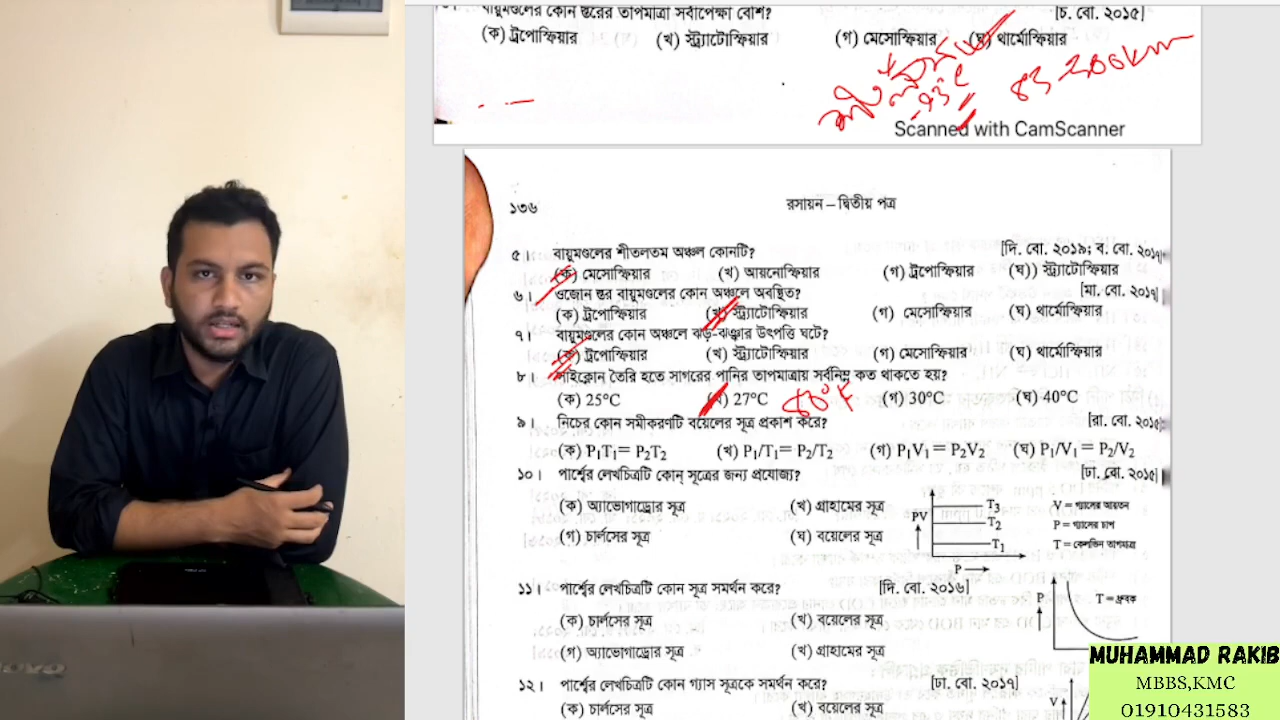 বায়ুমণ্ডলের কোন স্তরের তাপমাত্রা সর্বাপেক্ষা বেশি? [চ. বো. ২০১৫]
(ক) ট্রপোস্ফিয়ার (খ) স্ট্র্যাটোস্ফিয়ার (গ) মেসোস্ফিয়ার (ঘ) থার্মোস্ফিয়ার
Scanned with CamScanner
১৩৬ রসায়ন – দ্বিতীয় পত্র
৫। বায়ুমণ্ডলের শীতলতম অঞ্চল কোনটি? [দি. বো. ২০১৯; ব. বো. ২০১৭]
(ক) মেসোস্ফিয়ার (খ) আয়নোস্ফিয়ার (গ) ট্রপোস্ফিয়ার (ঘ)) স্ট্র্যাটোস্ফিয়ার
৬। ওজোন স্তর বায়ুমণ্ডলের কোন অঞ্চলে অবস্থিত? [মা. বো. ২০১৭]
(ক) ট্রপোস্ফিয়ার (খ) স্ট্র্যাটোস্ফিয়ার (গ) মেসোস্ফিয়ার (ঘ) থার্মোস্ফিয়ার
৭। বায়ুমণ্ডলের কোন অঞ্চলে ঝড়-ঝঞ্ঝার উৎপত্তি ঘটে?
(ক) ট্রপোস্ফিয়ার (খ) স্ট্র্যাটোস্ফিয়ার (গ) মেসোস্ফিয়ার (ঘ) থার্মোস্ফিয়ার
৮। সাইক্লোন তৈরি হতে সাগরের পানির তাপমাত্রায় সর্বনিম্ন কত থাকতে হয়?
(ক) 25°C (খ) 27°C 80°F (গ) 30°C (ঘ) 40°C
৯। নিচের কোন সমীকরণটি বয়েলের সূত্র প্রকাশ করে? [রা. বো. ২০১৫]
(ক) P₁T₁= P₂T₂ (খ) P₁/T₁= P₂/T₂ (গ) P₁V₁ = P₂V₂ (ঘ) P₁/V₁ = P₂/V₂
১০। পার্শ্বের লেখচিত্রটি কোন্ সূত্রের জন্য প্রযোজ্য? [ঢা. বো. ২০১৫]
(ক) অ্যাভোগাড্রোর সূত্র (খ) গ্রাহামের সূত্র
(গ) চার্লসের সূত্র (ঘ) বয়েলের সূত্র
PV T₃ T₂ T₁ P
V = গ্যাসের আয়তন
P = গ্যাসের চাপ
T = কেলভিন তাপমাত্রা
১১। পার্শ্বের লেখচিত্রটি কোন সূত্র সমর্থন করে? [দি. বো. ২০১৬]
(ক) চার্লসের সূত্র (খ) বয়েলের সূত্র
(গ) অ্যাভোগাড্রোর সূত্র (খ) গ্রাহামের সূত্র
P T = ধ্রুবক
১২। পার্শ্বের লেখচিত্রটি কোন গ্যাস সূত্রকে সমর্থন করে? [ঢা. বো. ২০১৭]
(ক) চার্লসের সূত্র (খ) বয়েলের সূত্র
V
MUHAMMAD RAKIB
MBBS,KMC
01910431583